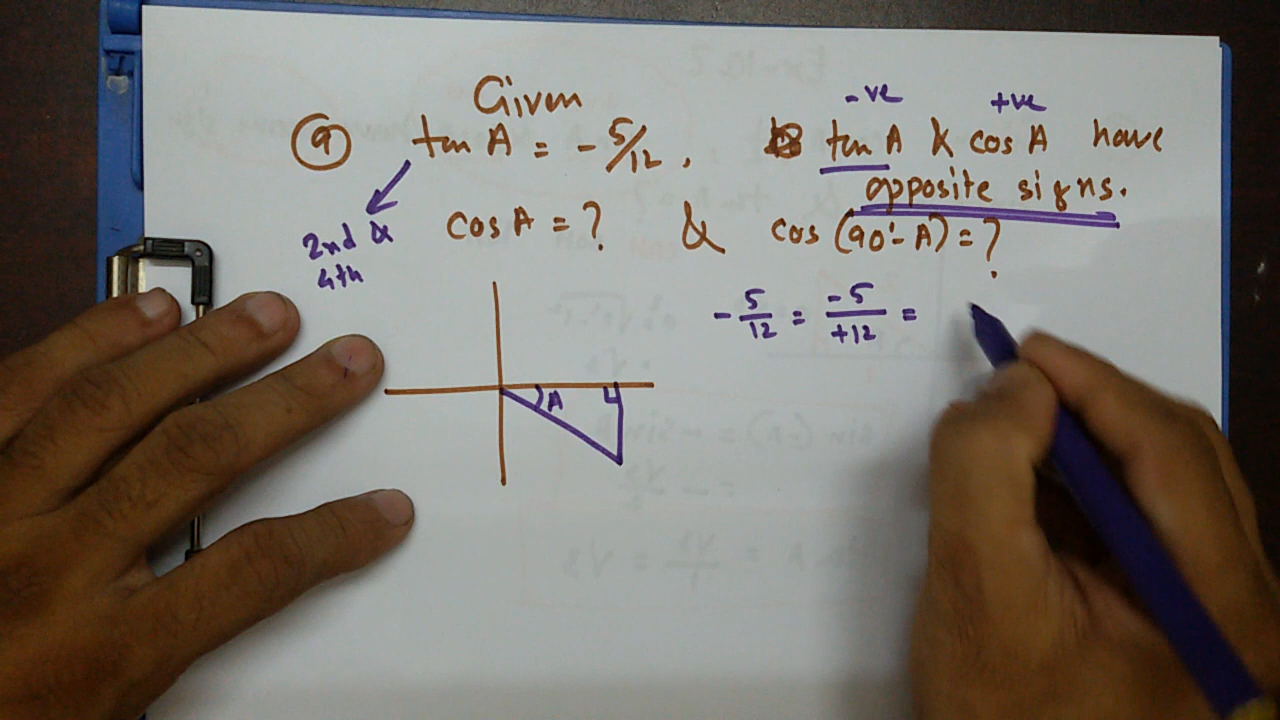 Given
-ve +ve
9 tan A = - 5/12 , tan A & cos A have
opposite signs.
2nd & cos A = ? & cos (90° - A) = ?
4th
- 5/12 = -5/+12 =
A